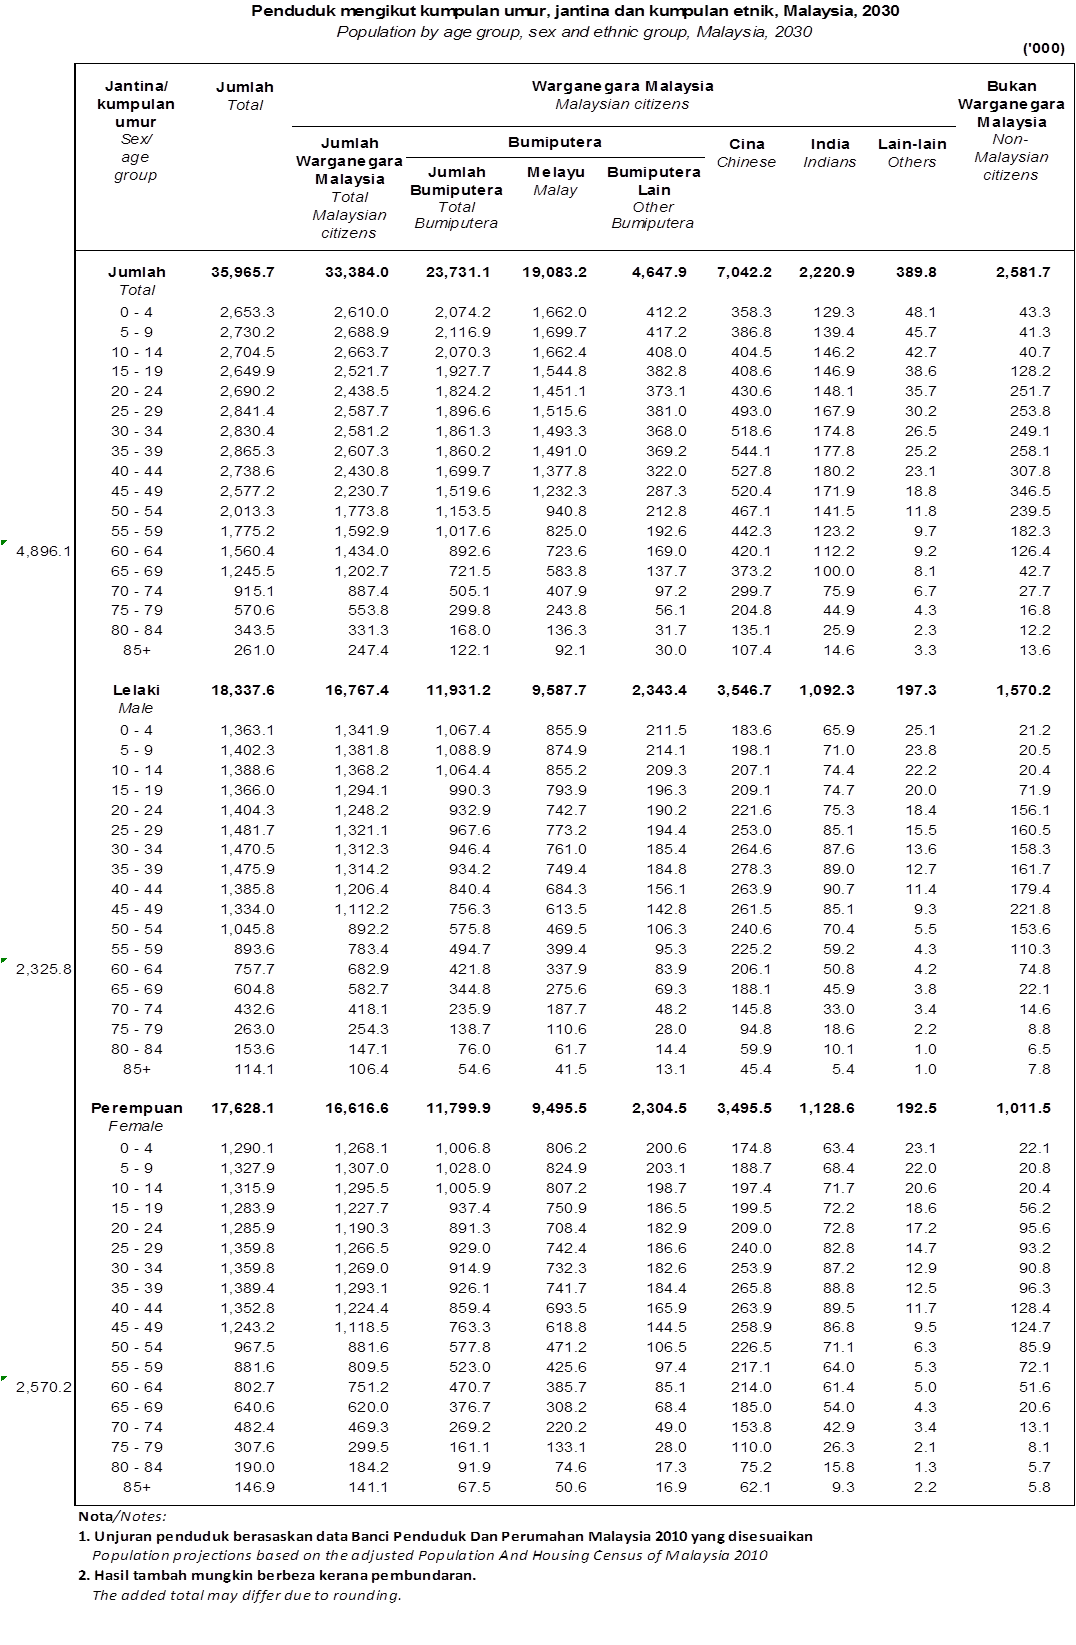 Penduduk mengikut kumpulan umur, jantina dan kumpulan etnik, Malaysia, 2030
Population by age group, sex and ethnic group, Malaysia, 2030
('000)
Jantina/ kumpulan umur Sex/ age group
Jumlah Total
Warganegara Malaysia
Malaysian citizens
Bukan Warganegara Malaysia Non-Malaysian citizens
Jumlah Warganegara Malaysia Total Malaysian citizens
Bumiputera
Jumlah Bumiputera Total Bumiputera
Melayu Malay
Bumiputera Lain Other Bumiputera
Cina Chinese
India Indians
Lain-lain Others
Jumlah 35,965.7 33,384.0 23,731.1 19,083.2 4,647.9 7,042.2 2,220.9 389.8 2,581.7
Total
0 - 4 2,653.3 2,610.0 2,074.2 1,662.0 412.2 358.3 129.3 48.1 43.3
5 - 9 2,730.2 2,688.9 2,116.9 1,699.7 417.2 386.8 139.4 45.7 41.3
10 - 14 2,704.5 2,663.7 2,070.3 1,662.4 408.0 404.5 146.2 42.7 40.7
15 - 19 2,649.9 2,521.7 1,927.7 1,544.8 382.8 408.6 146.9 38.6 128.2
20 - 24 2,690.2 2,438.5 1,824.2 1,451.1 373.1 430.6 148.1 35.7 251.7
25 - 29 2,841.4 2,587.7 1,896.6 1,515.6 381.0 493.0 167.9 30.2 253.8
30 - 34 2,830.4 2,581.2 1,861.3 1,493.3 368.0 518.6 174.8 26.5 249.1
35 - 39 2,865.3 2,607.3 1,860.2 1,491.0 369.2 544.1 177.8 25.2 258.1
40 - 44 2,738.6 2,430.8 1,699.7 1,377.8 322.0 527.8 180.2 23.1 307.8
45 - 49 2,577.2 2,230.7 1,519.6 1,232.3 287.3 520.4 171.9 18.8 346.5
50 - 54 2,013.3 1,773.8 1,153.5 940.8 212.8 467.1 141.5 11.8 239.5
55 - 59 1,775.2 1,592.9 1,017.6 825.0 192.6 442.3 123.2 9.7 182.3
4,896.1 60 - 64 1,560.4 1,434.0 892.6 723.6 169.0 420.1 112.2 9.2 126.4
65 - 69 1,245.5 1,202.7 721.5 583.8 137.7 373.2 100.0 8.1 42.7
70 - 74 915.1 887.4 505.1 407.9 97.2 299.7 75.9 6.7 27.7
75 - 79 570.6 553.8 299.8 243.8 56.1 204.8 44.9 4.3 16.8
80 - 84 343.5 331.3 168.0 136.3 31.7 135.1 25.9 2.3 12.2
85+ 261.0 247.4 122.1 92.1 30.0 107.4 14.6 3.3 13.6
Lelaki 18,337.6 16,767.4 11,931.2 9,587.7 2,343.4 3,546.7 1,092.3 197.3 1,570.2
Male
0 - 4 1,363.1 1,341.9 1,067.4 855.9 211.5 183.6 65.9 25.1 21.2
5 - 9 1,402.3 1,381.8 1,088.9 874.9 214.1 198.1 71.0 23.8 20.5
10 - 14 1,388.6 1,368.2 1,064.4 855.2 209.3 207.1 74.4 22.2 20.4
15 - 19 1,366.0 1,294.1 990.3 793.9 196.3 209.1 74.7 20.0 71.9
20 - 24 1,404.3 1,248.2 932.9 742.7 190.2 221.6 75.3 18.4 156.1
25 - 29 1,481.7 1,321.1 967.6 773.2 194.4 253.0 85.1 15.5 160.5
30 - 34 1,470.5 1,312.3 946.4 761.0 185.4 264.6 87.6 13.6 158.3
35 - 39 1,475.9 1,314.2 934.2 749.4 184.8 278.3 89.0 12.7 161.7
40 - 44 1,385.8 1,206.4 840.4 684.3 156.1 263.9 90.7 11.4 179.4
45 - 49 1,334.0 1,112.2 756.3 613.5 142.8 261.5 85.1 9.3 221.8
50 - 54 1,045.8 892.2 575.8 469.5 106.3 240.6 70.4 5.5 153.6
55 - 59 893.6 783.4 494.7 399.4 95.3 225.2 59.2 4.3 110.3
2,325.8 60 - 64 757.7 682.9 421.8 337.9 83.9 206.1 50.8 4.2 74.8
65 - 69 604.8 582.7 344.8 275.6 69.3 188.1 45.9 3.8 22.1
70 - 74 432.6 418.1 235.9 187.7 48.2 145.8 33.0 3.4 14.6
75 - 79 263.0 254.3 138.7 110.6 28.0 94.8 18.6 2.2 8.8
80 - 84 153.6 147.1 76.0 61.7 14.4 59.9 10.1 1.0 6.5
85+ 114.1 106.4 54.6 41.5 13.1 45.4 5.4 1.0 7.8
Perempuan 17,628.1 16,616.6 11,799.9 9,495.5 2,304.5 3,495.5 1,128.6 192.5 1,011.5
Female
0 - 4 1,290.1 1,268.1 1,006.8 806.2 200.6 174.8 63.4 23.1 22.1
5 - 9 1,327.9 1,307.0 1,028.0 824.9 203.1 188.7 68.4 22.0 20.8
10 - 14 1,315.9 1,295.5 1,005.9 807.2 198.7 197.4 71.7 20.6 20.4
15 - 19 1,283.9 1,227.7 937.4 750.9 186.5 199.5 72.2 18.6 56.2
20 - 24 1,285.9 1,190.3 891.3 708.4 182.9 209.0 72.8 17.2 95.6
25 - 29 1,359.8 1,266.5 929.0 742.4 186.6 240.0 82.8 14.7 93.2
30 - 34 1,359.8 1,269.0 914.9 732.3 182.6 253.9 87.2 12.9 90.8
35 - 39 1,389.4 1,293.1 926.1 741.7 184.4 265.8 88.8 12.5 96.3
40 - 44 1,352.8 1,224.4 859.4 693.5 165.9 263.9 89.5 11.7 128.4
45 - 49 1,243.2 1,118.5 763.3 618.8 144.5 258.9 86.8 9.5 124.7
50 - 54 967.5 881.6 577.8 471.2 106.5 226.5 71.1 6.3 85.9
55 - 59 881.6 809.5 523.0 425.6 97.4 217.1 64.0 5.3 72.1
2,570.2 60 - 64 802.7 751.2 470.7 385.7 85.1 214.0 61.4 5.0 51.6
65 - 69 640.6 620.0 376.7 308.2 68.4 185.0 54.0 4.3 20.6
70 - 74 482.4 469.3 269.2 220.2 49.0 153.8 42.9 3.4 13.1
75 - 79 307.6 299.5 161.1 133.1 28.0 110.0 26.3 2.1 8.1
80 - 84 190.0 184.2 91.9 74.6 17.3 75.2 15.8 1.3 5.7
85+ 146.9 141.1 67.5 50.6 16.9 62.1 9.3 2.2 5.8
Nota/Notes:
1. Unjuran penduduk berasaskan data Banci Penduduk Dan Perumahan Malaysia 2010 yang disesuaikan
Population projections based on the adjusted Population And Housing Census of Malaysia 2010
2. Hasil tambah mungkin berbeza kerana pembundaran.
The added total may differ due to rounding.